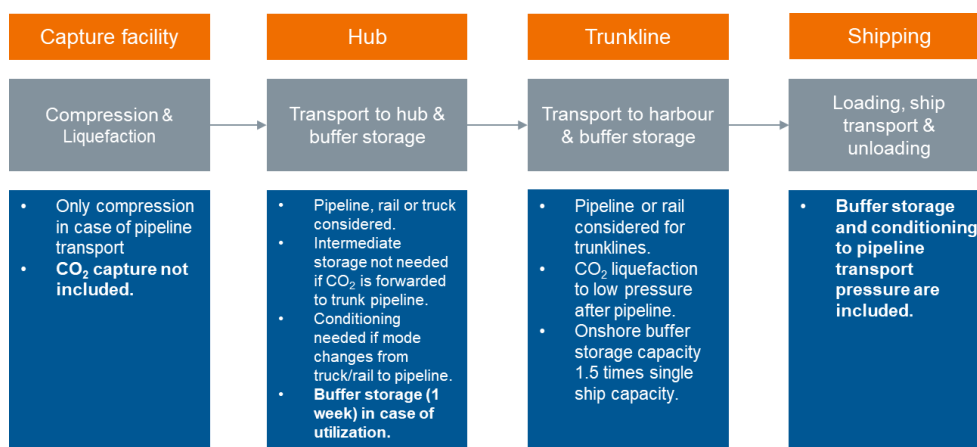 Capture facility
Hub
Trunkline
Shipping
Compression &
Liquefaction
Transport to hub &
buffer storage
Transport to harbour
& buffer storage
Loading, ship
transport &
unloading
• Only compression
in case of pipeline
transport
• CO₂ capture not
included.
• Pipeline, rail or truck
considered.
• Intermediate
storage not needed
if CO₂ is forwarded
to trunk pipeline.
• Conditioning
needed if mode
changes from
truck/rail to pipeline.
• Buffer storage (1
week) in case of
utilization.
• Pipeline or rail
considered for
trunklines.
• CO₂ liquefaction
to low pressure
after pipeline.
• Onshore buffer
storage capacity
1.5 times single
ship capacity.
• Buffer storage
and conditioning
to pipeline
transport
pressure are
included.